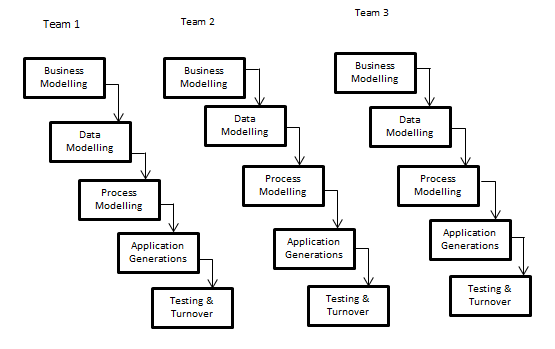 Team 1
Business
Modelling
Data
Modelling
Process
Modelling
Application
Generations
Testing &
Turnover
Team 2
Business
Modelling
Data
Modelling
Process
Modelling
Application
Generations
Testing &
Turnover
Team 3
Business
Modelling
Data
Modelling
Process
Modelling
Application
Generations
Testing &
Turnover